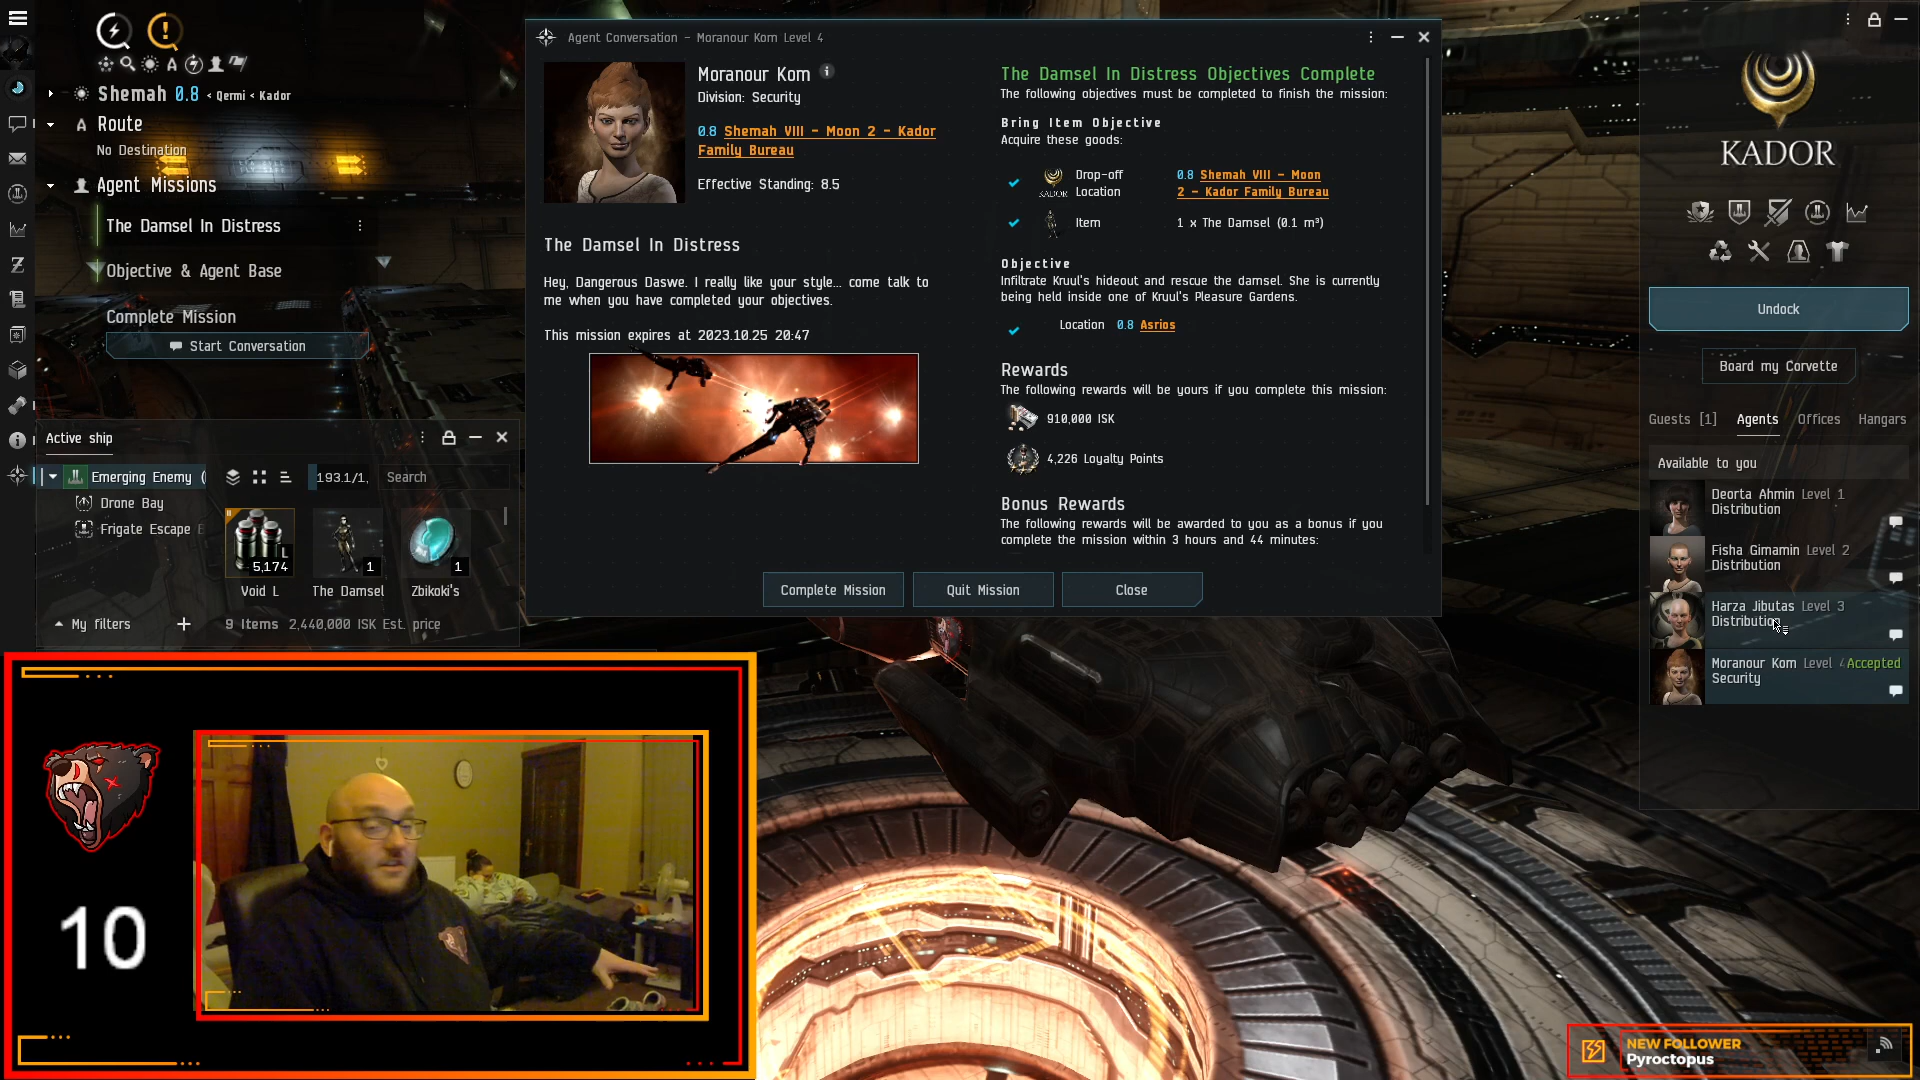 Shemah 0.8 < Qermi < Kador
Route
No Destination
Agent Missions
The Damsel In Distress
Objective & Agent Base
Complete Mission
Start Conversation
Active ship
Emerging Enemy (
193.1/1,
Search
Drone Bay
Frigate Escape
L
5,174
1
1
Void L
The Damsel
Zbikoki's
My filters
9 Items
2,440,000 ISK Est. price
Agent Conversation - Moranour Kom Level 4
Moranour Kom
Division: Security
0.8 Shemah VIII - Moon 2 - Kador
Family Bureau
Effective Standing: 8.5
The Damsel In Distress
Hey, Dangerous Daswe. I really like your style... come talk to
me when you have completed your objectives.
This mission expires at 2023.10.25 20:47
The Damsel In Distress Objectives Complete
The following objectives must be completed to finish the mission:
Bring Item Objective
Acquire these goods:
KADOR
Drop-off
Location
0.8 Shemah VIII - Moon
2 - Kador Family Bureau
Item
1 x The Damsel (0.1 m³)
Objective
Infiltrate Kruul's hideout and rescue the damsel. She is currently
being held inside one of Kruul's Pleasure Gardens.
Location
0.8 Asrios
Rewards
The following rewards will be yours if you complete this mission:
910,000 ISK
4,226 Loyalty Points
Bonus Rewards
The following rewards will be awarded to you as a bonus if you
complete the mission within 3 hours and 44 minutes:
Complete Mission
Quit Mission
Close
KADOR
Undock
Board my Corvette
Guests [1]
Agents
Offices
Hangars
Available to you
Deorta Ahmin Level 1
Distribution
Fisha Gimamin Level 2
Distribution
Harza Jibutas Level 3
Distribution
Moranour Kom Level 4
Accepted
Security
10
NEW FOLLOWER
Pyroctopus